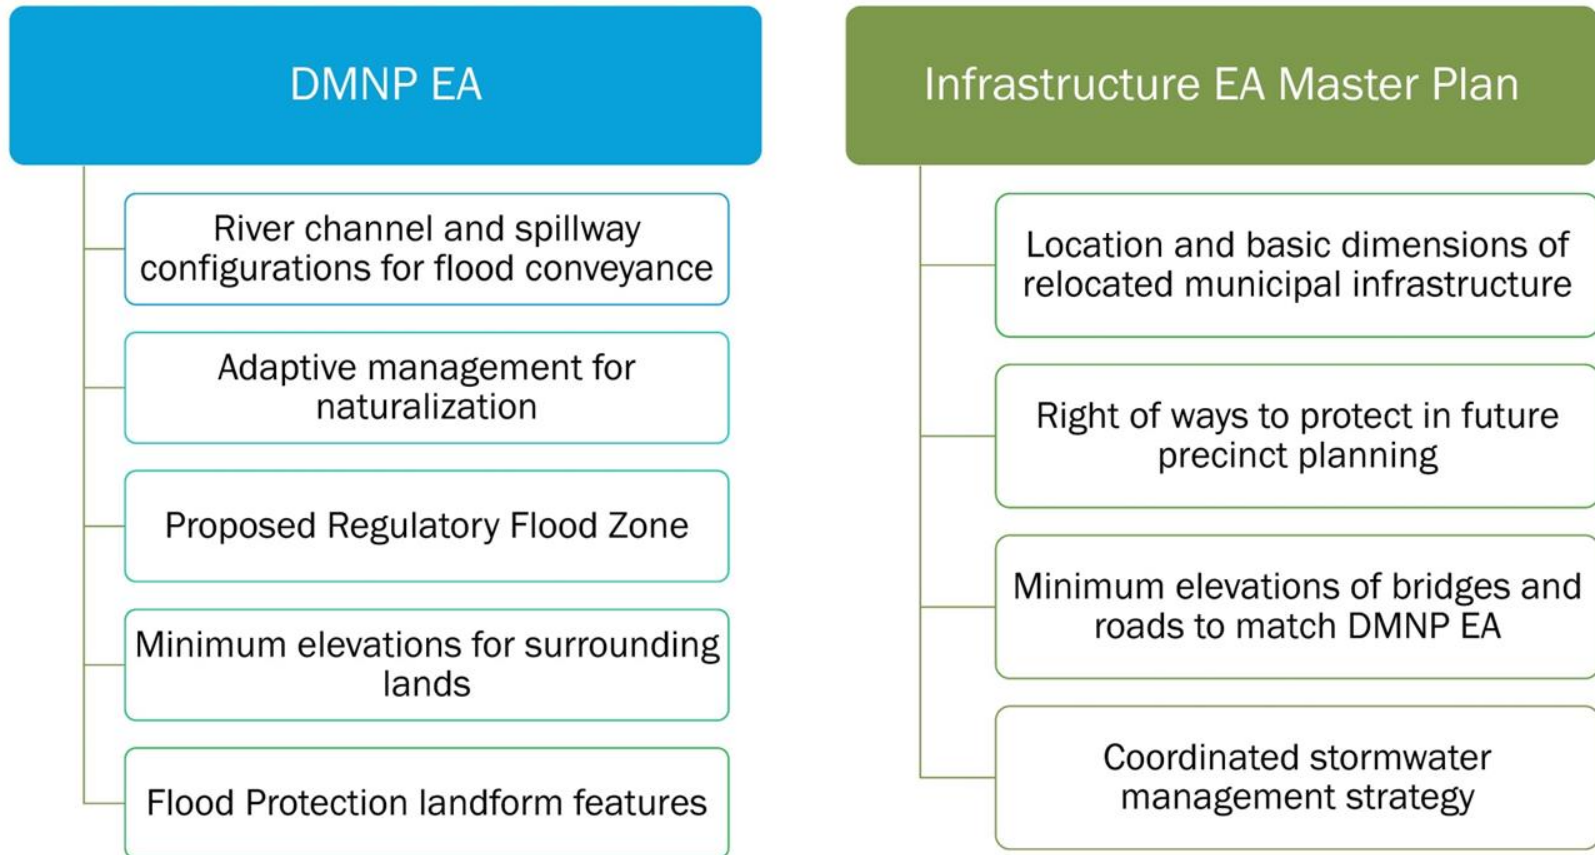 DMNP EA
River channel and spillway
configurations for flood conveyance
Adaptive management for
naturalization
Proposed Regulatory Flood Zone
Minimum elevations for surrounding
lands
Flood Protection landform features
Infrastructure EA Master Plan
Location and basic dimensions of
relocated municipal infrastructure
Right of ways to protect in future
precinct planning
Minimum elevations of bridges and
roads to match DMNP EA
Coordinated stormwater
management strategy